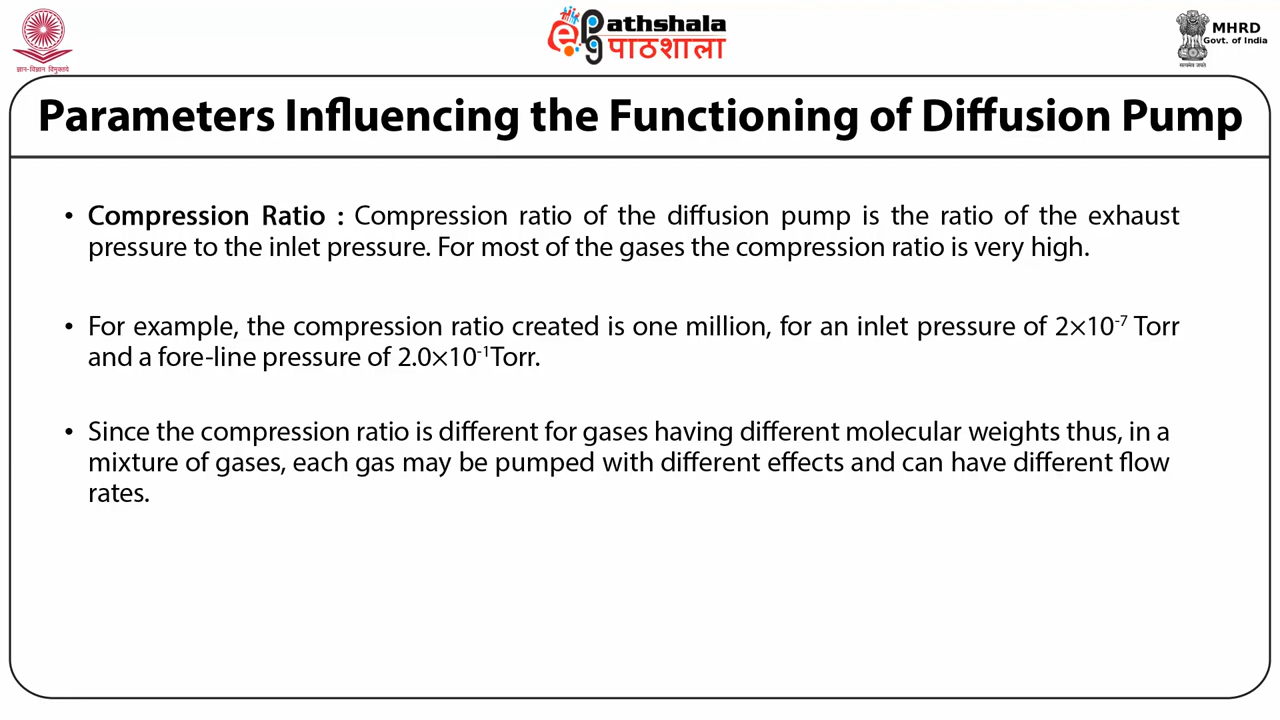 ज्ञान-विज्ञान विमुक्तये
epg Pathshala
पाठशाला
सत्यमेव जयते
MHRD
Govt. of India
Parameters Influencing the Functioning of Diffusion Pump
• Compression Ratio : Compression ratio of the diffusion pump is the ratio of the exhaust
pressure to the inlet pressure. For most of the gases the compression ratio is very high.
• For example, the compression ratio created is one million, for an inlet pressure of 2×10⁻⁷ Torr
and a fore-line pressure of 2.0×10⁻¹Torr.
• Since the compression ratio is different for gases having different molecular weights thus, in a
mixture of gases, each gas may be pumped with different effects and can have different flow
rates.